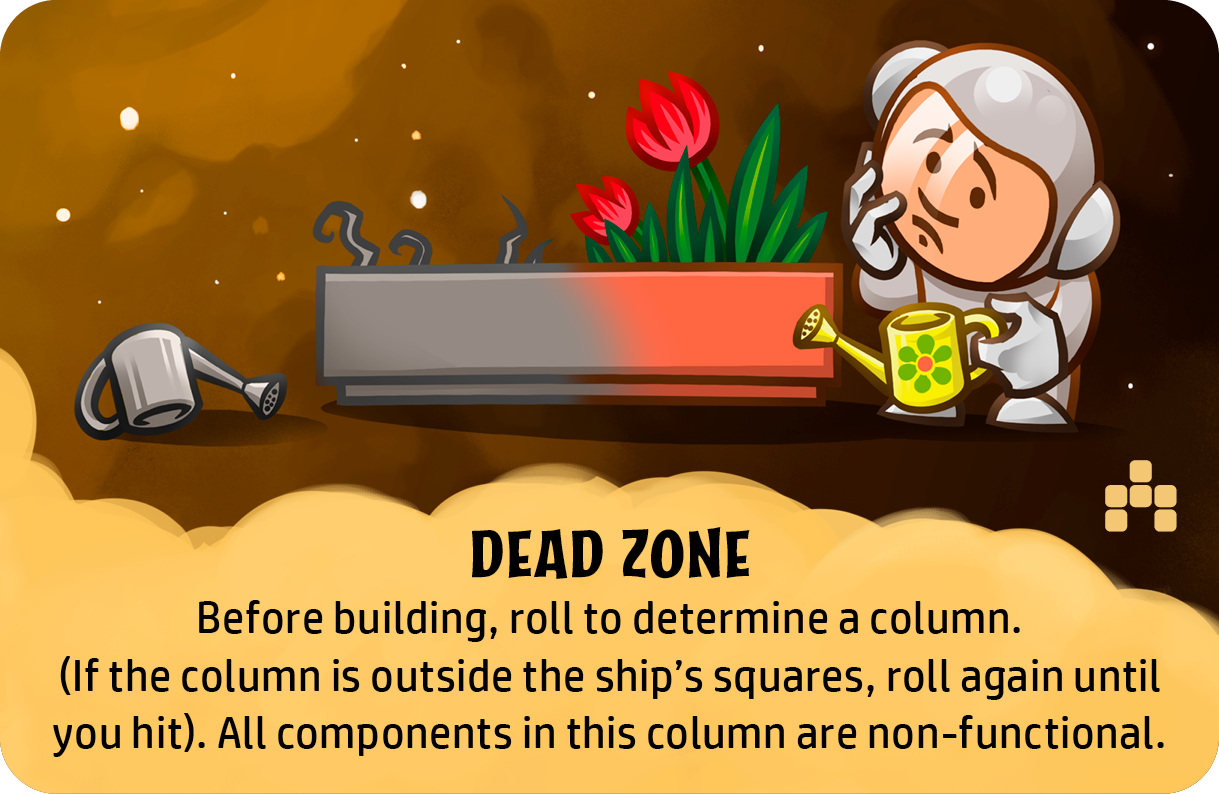 DEAD ZONE
Before building, roll to determine a column.
(If the column is outside the ship’s squares, roll again until
you hit). All components in this column are non-functional.